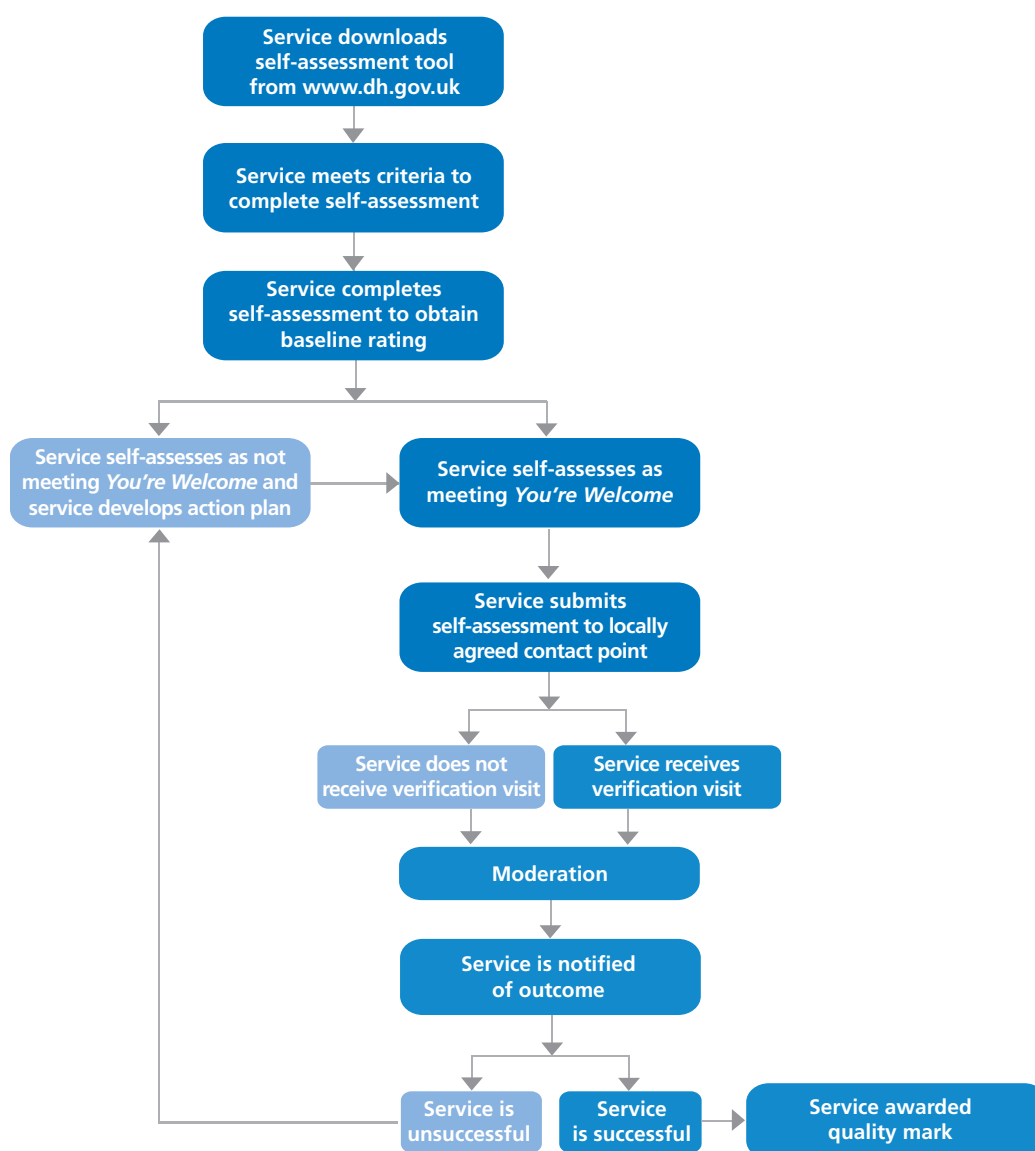 Service downloads
self-assessment tool
from www.dh.gov.uk
Service meets criteria to
complete self-assessment
Service completes
self-assessment to obtain
baseline rating
Service self-assesses as not
meeting You're Welcome and
service develops action plan
Service self-assesses as
meeting You're Welcome
Service submits
self-assessment to locally
agreed contact point
Service does not
receive verification visit
Service receives
verification visit
Moderation
Service is notified
of outcome
Service is
unsuccessful
Service
is successful
Service awarded
quality mark